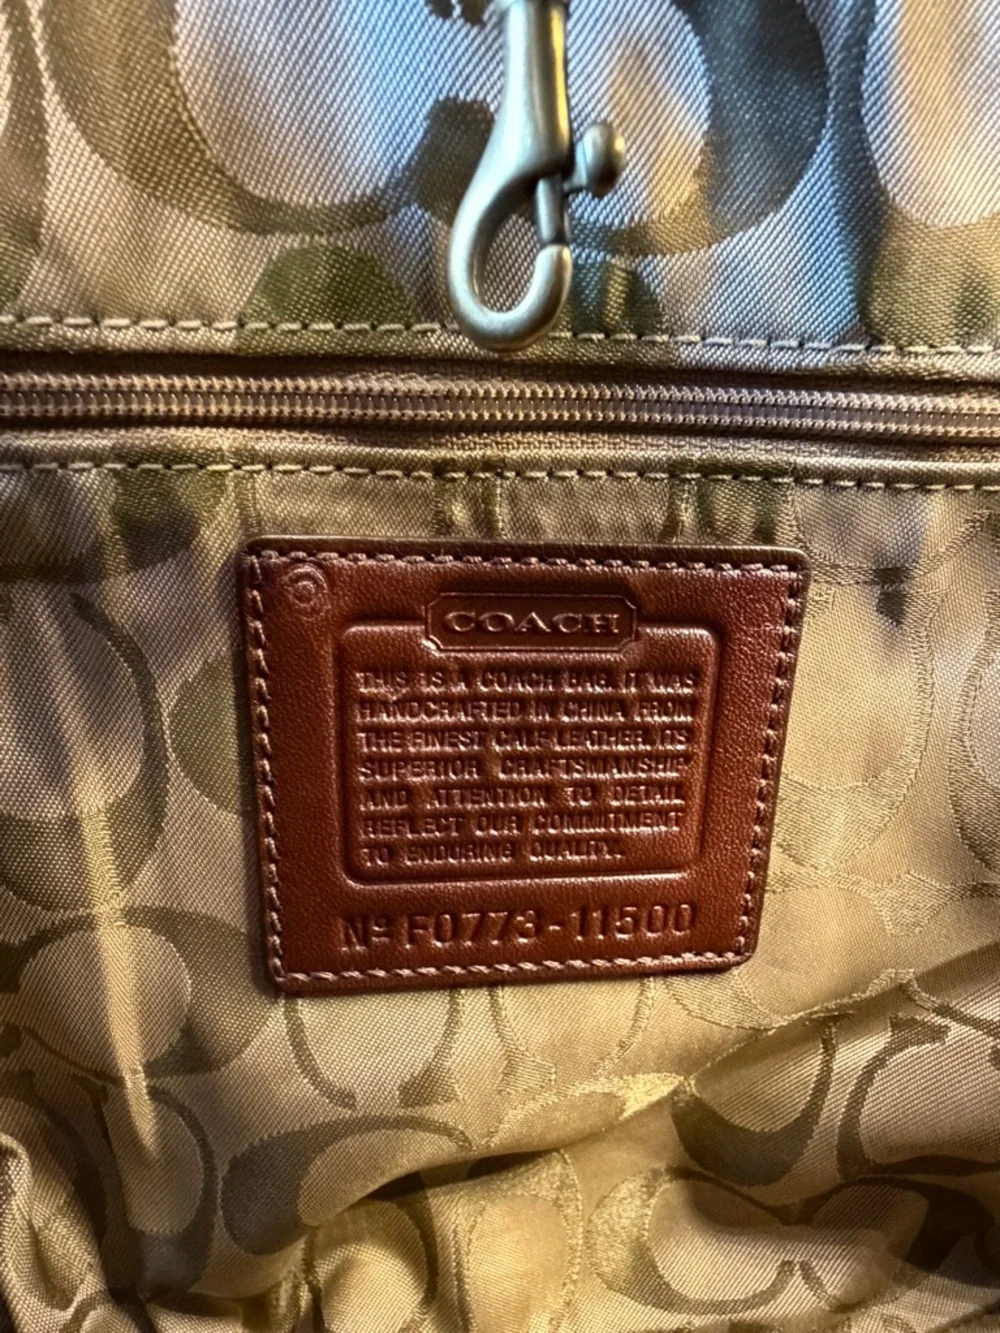 COACH
THIS IS A COACH BAG. IT WAS
HANDCRAFTED IN CHINA FROM
THE FINEST CALF LEATHER. ITS
SUPERIOR CRAFTSMANSHIP
AND ATTENTION TO DETAIL
REFLECT OUR COMMITMENT
TO ENDURING QUALITY.
Nº F0773-11500